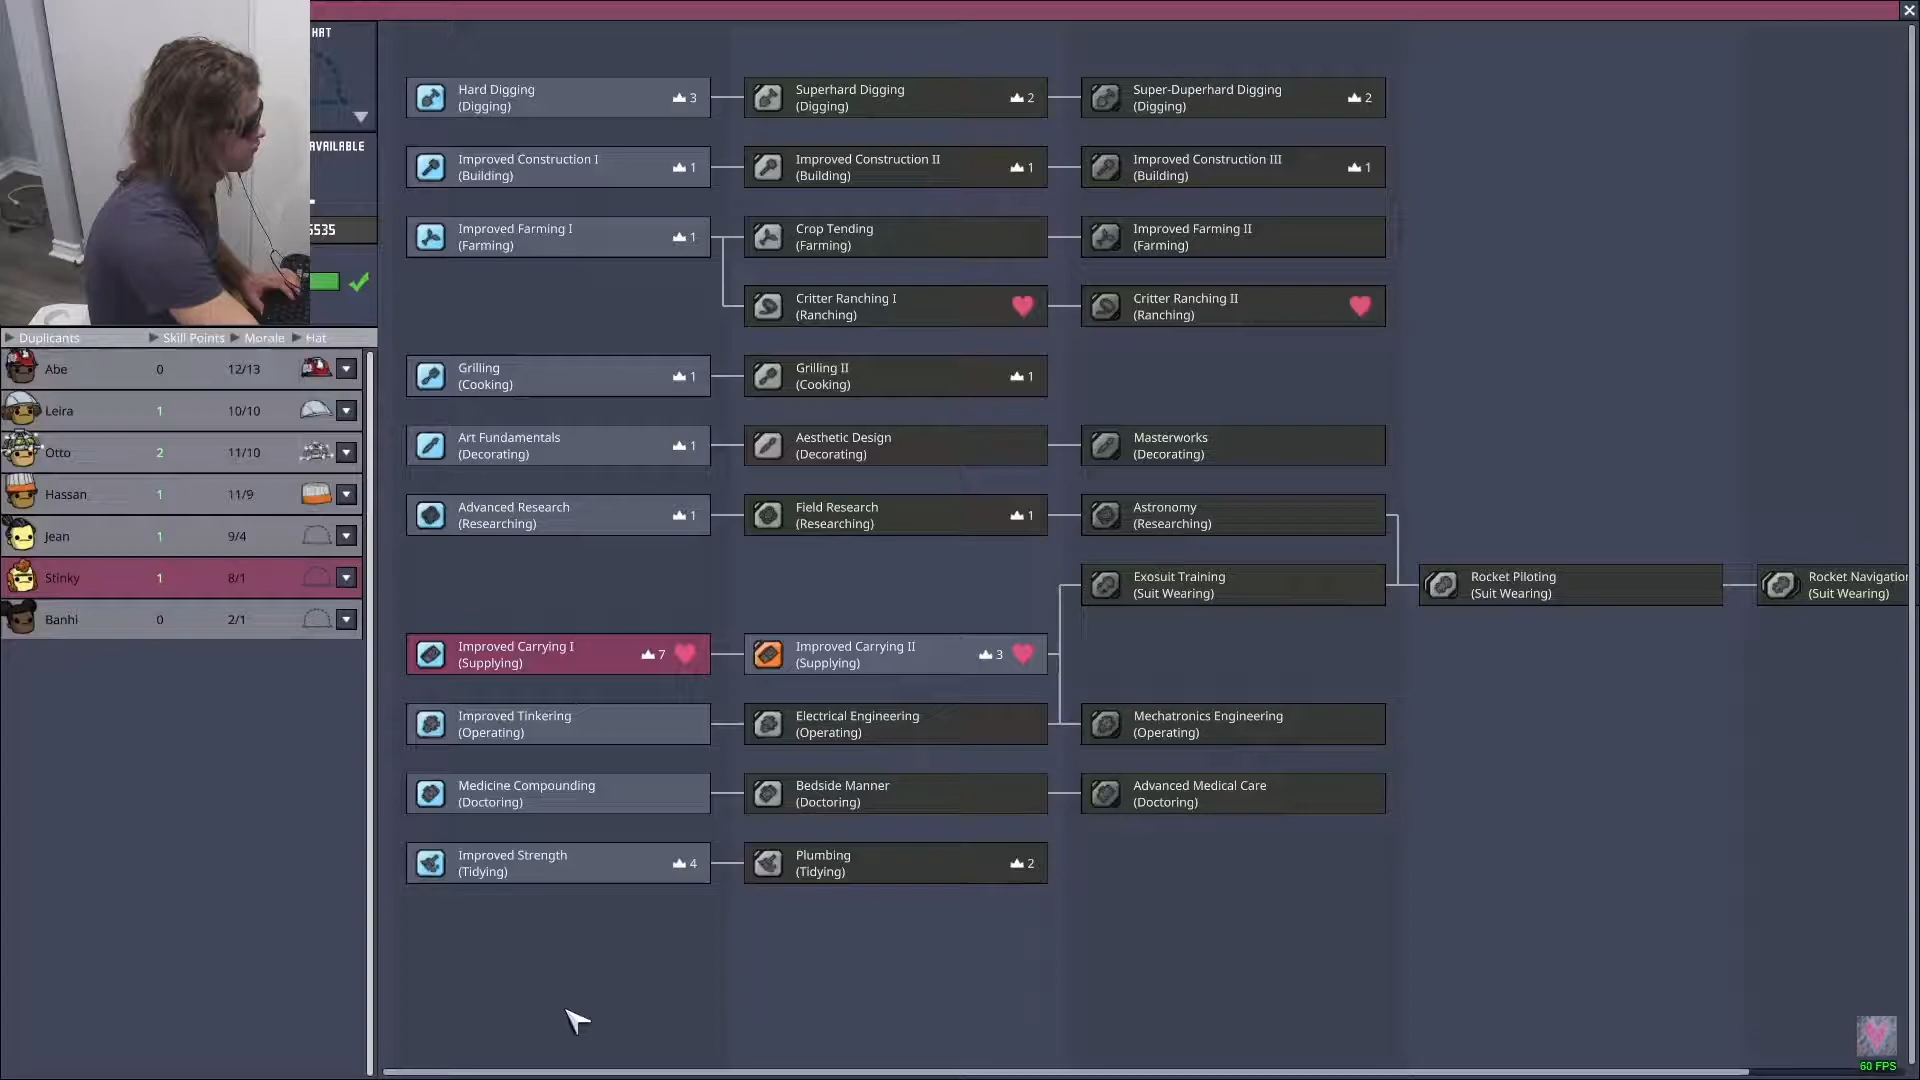 HAT
AVAILABLE
5535
Duplicants Skill Points Morale Hat
Abe 0 12/13
Leira 1 10/10
Otto 2 11/10
Hassan 1 11/9
Jean 1 9/4
Stinky 1 8/1
Banhi 0 2/1
Hard Digging
(Digging)
3
Superhard Digging
(Digging)
2
Super-Duperhard Digging
(Digging)
2
Improved Construction I
(Building)
1
Improved Construction II
(Building)
1
Improved Construction III
(Building)
1
Improved Farming I
(Farming)
1
Crop Tending
(Farming)
Improved Farming II
(Farming)
Critter Ranching I
(Ranching)
Critter Ranching II
(Ranching)
Grilling
(Cooking)
1
Grilling II
(Cooking)
1
Art Fundamentals
(Decorating)
1
Aesthetic Design
(Decorating)
Masterworks
(Decorating)
Advanced Research
(Researching)
1
Field Research
(Researching)
1
Astronomy
(Researching)
Exosuit Training
(Suit Wearing)
Rocket Piloting
(Suit Wearing)
Rocket Navigation
(Suit Wearing)
Improved Carrying I
(Supplying)
7
Improved Carrying II
(Supplying)
3
Improved Tinkering
(Operating)
Electrical Engineering
(Operating)
Mechatronics Engineering
(Operating)
Medicine Compounding
(Doctoring)
Bedside Manner
(Doctoring)
Advanced Medical Care
(Doctoring)
Improved Strength
(Tidying)
4
Plumbing
(Tidying)
2
60 FPS